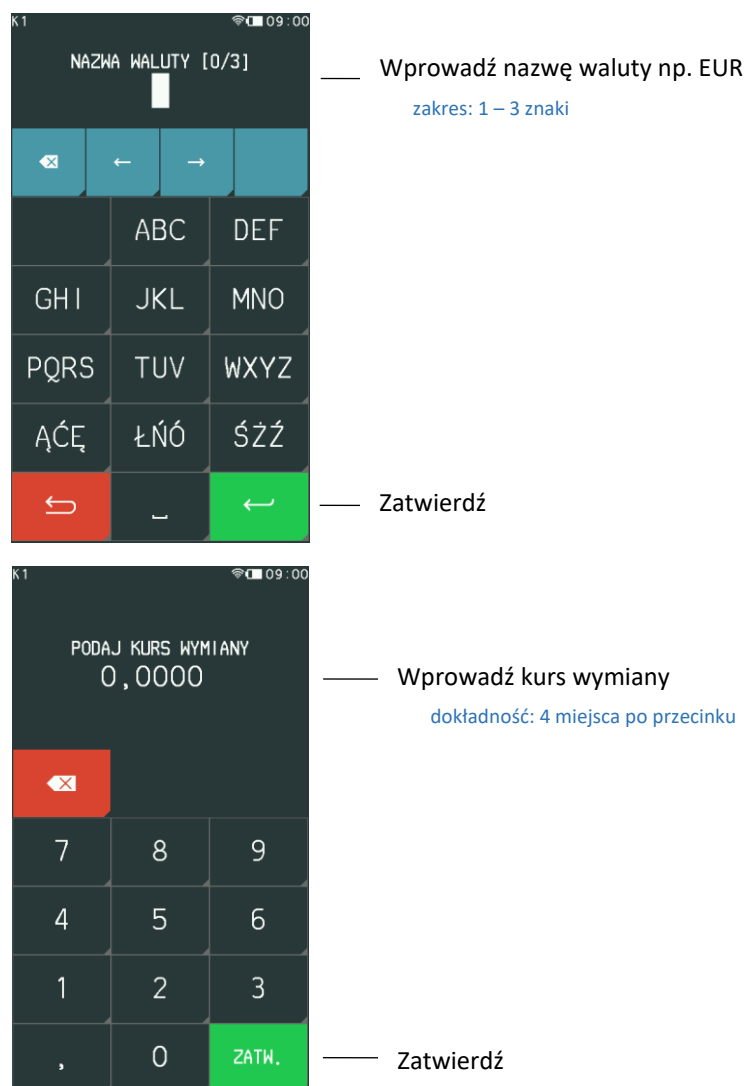 K1 09:00
NAZWA WALUTY [0/3]
Wprowadź nazwę waluty np. EUR
zakres: 1 – 3 znaki
← →
ABC DEF
GHI JKL MNO
PQRS TUV WXYZ
ĄĆĘ ŁŃÓ ŚŻŹ
Zatwierdź
K1 09:00
PODAJ KURS WYMIANY
0,0000
Wprowadź kurs wymiany
dokładność: 4 miejsca po przecinku
7 8 9
4 5 6
1 2 3
, 0 ZATW.
Zatwierdź